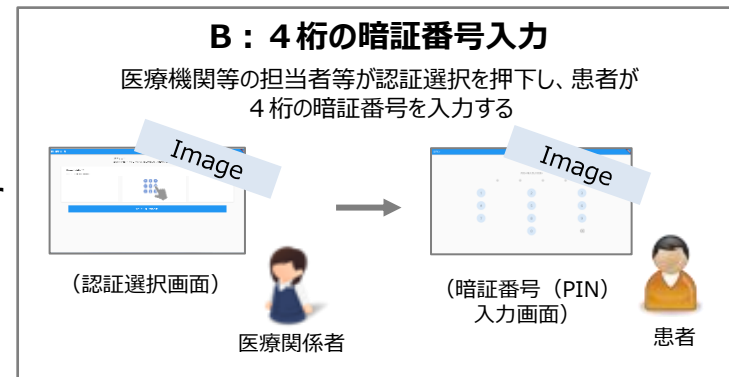 B：４桁の暗証番号入力
医療機関等の担当者等が認証選択を押下し、患者が
４桁の暗証番号を入力する
Image
Image
（認証選択画面）
（暗証番号（PIN）
入力画面）
医療関係者
患者